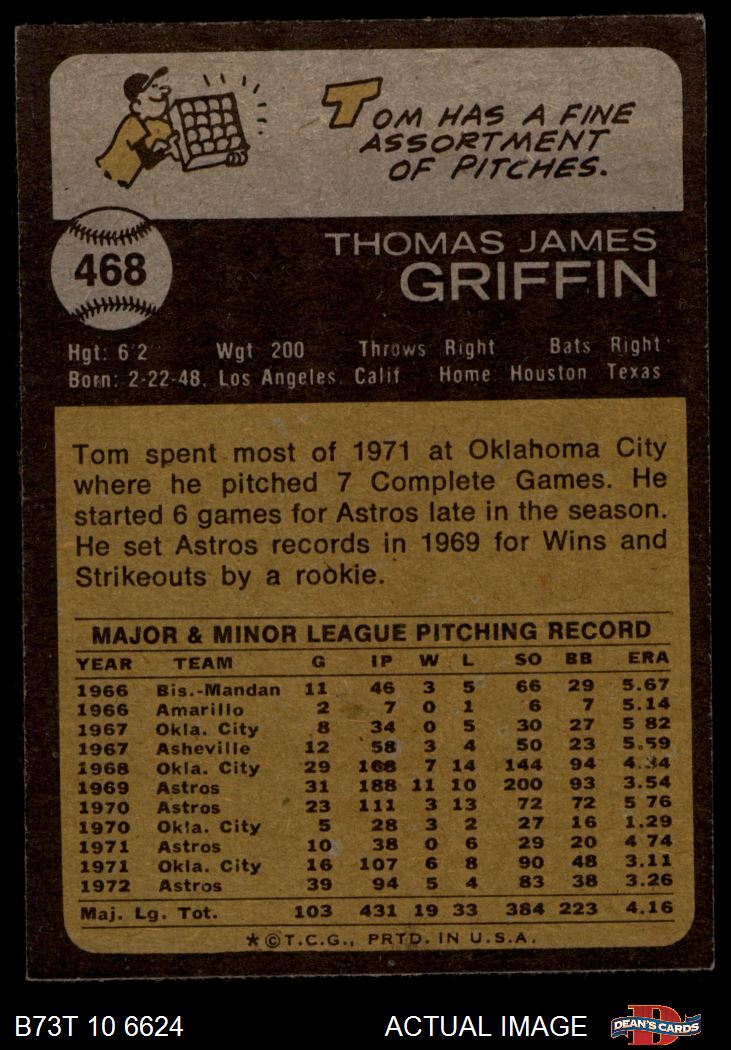 TOM HAS A FINE
ASSORTMENT
OF PITCHES.
468
THOMAS JAMES
GRIFFIN
Hgt: 6'2 Wgt 200 Throws Right Bats Right
Born: 2-22-48, Los Angeles, Calif Home Houston Texas
Tom spent most of 1971 at Oklahoma City
where he pitched 7 Complete Games. He
started 6 games for Astros late in the season.
He set Astros records in 1969 for Wins and
Strikeouts by a rookie.
MAJOR & MINOR LEAGUE PITCHING RECORD
YEAR TEAM G IP W L SO BB ERA
1966 Bis.-Mandan 11 46 3 5 66 29 5.67
1966 Amarillo 2 7 0 1 6 7 5.14
1967 Okla. City 8 34 0 5 30 27 5 82
1967 Asheville 12 58 3 4 50 23 5.59
1968 Okla. City 29 168 7 14 144 94 4.34
1969 Astros 31 188 11 10 200 93 3.54
1970 Astros 23 111 3 13 72 72 5 76
1970 Okla. City 5 28 3 2 27 16 1.29
1971 Astros 10 38 0 6 29 20 4 74
1971 Okla. City 16 107 6 8 90 48 3.11
1972 Astros 39 94 5 4 83 38 3.26
Maj. Lg. Tot. 103 431 19 33 384 223 4.16
★©T.C.G., PRTD. IN U.S.A.
B73T 10 6624 ACTUAL IMAGE D DEAN'S CARDS